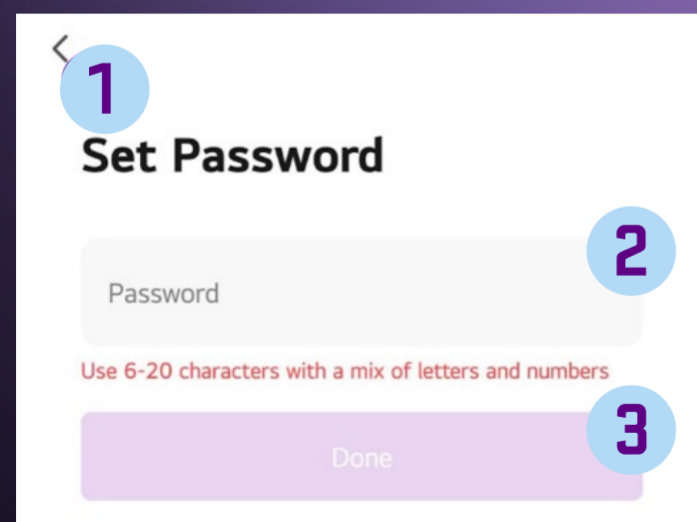 1
Set Password
2
Password
Use 6-20 characters with a mix of letters and numbers
3
Done